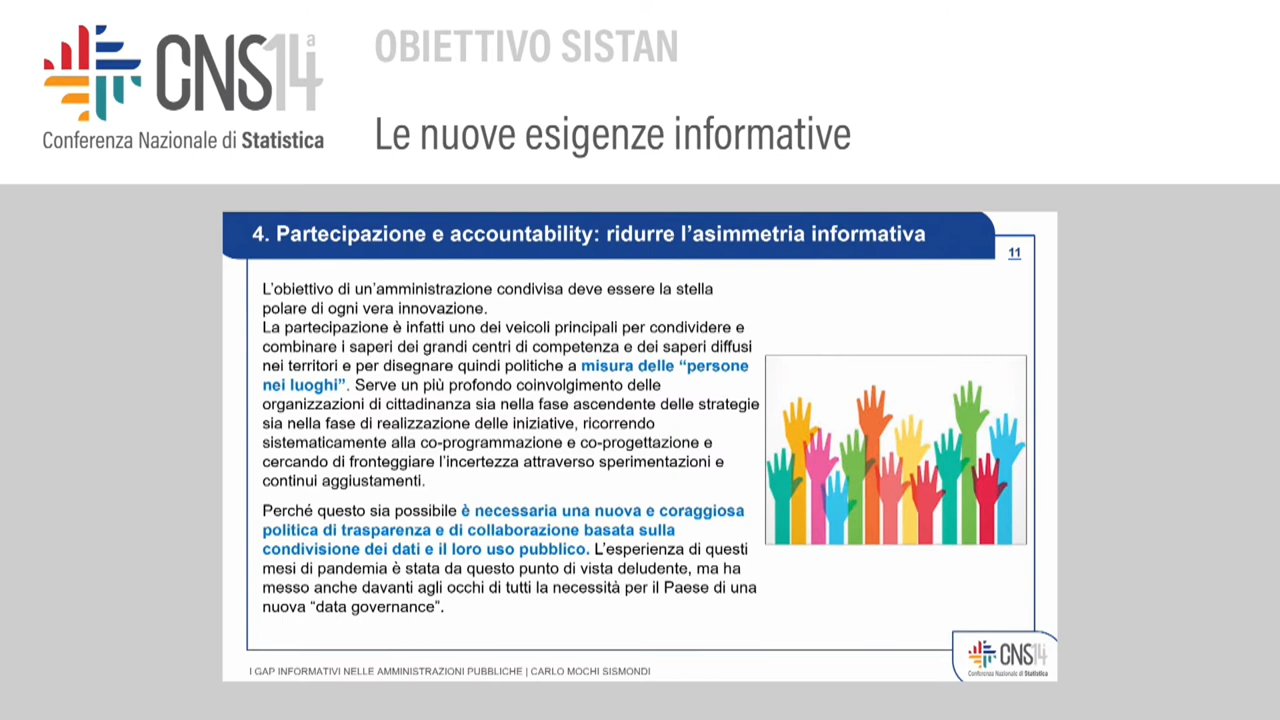 CNS14a
Conferenza Nazionale di Statistica
OBIETTIVO SISTAN
Le nuove esigenze informative
4. Partecipazione e accountability: ridurre l’asimmetria informativa
11
L’obiettivo di un’amministrazione condivisa deve essere la stella
polare di ogni vera innovazione.
La partecipazione è infatti uno dei veicoli principali per condividere e
combinare i saperi dei grandi centri di competenza e dei saperi diffusi
nei territori e per disegnare quindi politiche a misura delle “persone
nei luoghi”. Serve un più profondo coinvolgimento delle
organizzazioni di cittadinanza sia nella fase ascendente delle strategie
sia nella fase di realizzazione delle iniziative, ricorrendo
sistematicamente alla co-programmazione e co-progettazione e
cercando di fronteggiare l’incertezza attraverso sperimentazioni e
continui aggiustamenti.
Perché questo sia possibile è necessaria una nuova e coraggiosa
politica di trasparenza e di collaborazione basata sulla
condivisione dei dati e il loro uso pubblico. L’esperienza di questi
mesi di pandemia è stata da questo punto di vista deludente, ma ha
messo anche davanti agli occhi di tutti la necessità per il Paese di una
nuova “data governance”.
I GAP INFORMATIVI NELLE AMMINISTRAZIONI PUBBLICHE | CARLO MOCHI SISMONDI
CNS14
Conferenza Nazionale di Statistica